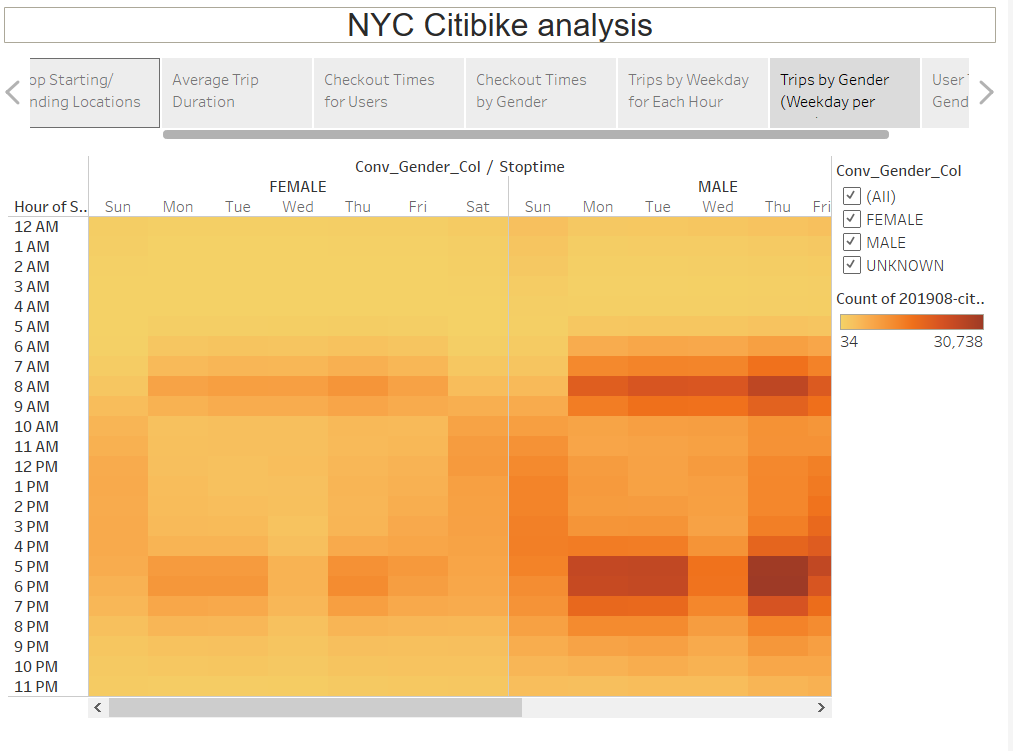 NYC Citibike analysis
op Starting/
nding Locations
Average Trip
Duration
Checkout Times
for Users
Checkout Times
by Gender
Trips by Weekday
for Each Hour
Trips by Gender
(Weekday per
User
Gend
Conv_Gender_Col / Stoptime
FEMALE MALE
Hour of S.. Sun Mon Tue Wed Thu Fri Sat Sun Mon Tue Wed Thu Fri
12 AM
1 AM
2 AM
3 AM
4 AM
5 AM
6 AM
7 AM
8 AM
9 AM
10 AM
11 AM
12 PM
1 PM
2 PM
3 PM
4 PM
5 PM
6 PM
7 PM
8 PM
9 PM
10 PM
11 PM
Conv_Gender_Col
(All)
FEMALE
MALE
UNKNOWN
Count of 201908-cit..
34 30,738